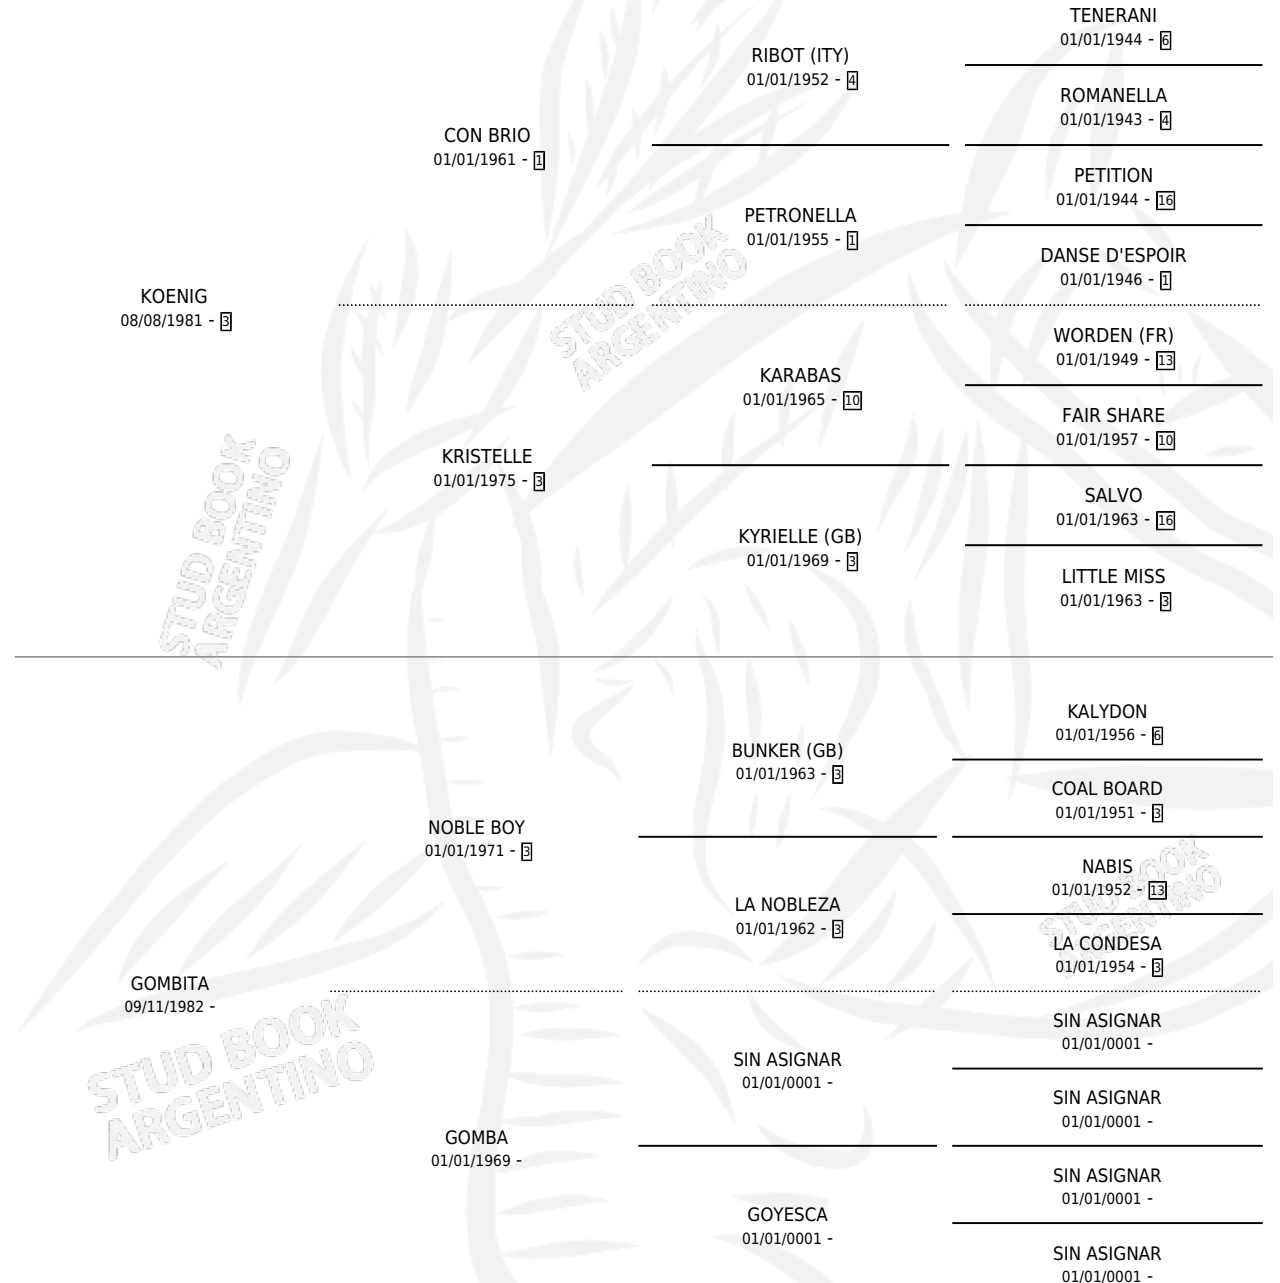 TENERANI
01/01/1944 - 6
RIBOT (ITY)
01/01/1952 - 4
ROMANELLA
01/01/1943 - 4
CON BRIO
01/01/1961 - 1
PETITION
01/01/1944 - 16
PETRONELLA
01/01/1955 - 1
DANSE D'ESPOIR
01/01/1946 - 1
KOENIG
08/08/1981 - 3
WORDEN (FR)
01/01/1949 - 13
KARABAS
01/01/1965 - 10
FAIR SHARE
01/01/1957 - 10
KRISTELLE
01/01/1975 - 3
SALVO
01/01/1963 - 16
KYRIELLE (GB)
01/01/1969 - 3
LITTLE MISS
01/01/1963 - 3
KALYDON
01/01/1956 - 6
BUNKER (GB)
01/01/1963 - 3
COAL BOARD
01/01/1951 - 3
NOBLE BOY
01/01/1971 - 3
NABIS
01/01/1952 - 13
LA NOBLEZA
01/01/1962 - 3
LA CONDESA
01/01/1954 - 3
GOMBITA
09/11/1982 -
SIN ASIGNAR
01/01/0001 -
SIN ASIGNAR
01/01/0001 -
SIN ASIGNAR
01/01/0001 -
GOMBA
01/01/1969 -
SIN ASIGNAR
01/01/0001 -
GOYESCA
01/01/0001 -
SIN ASIGNAR
01/01/0001 -
STUD BOOK
ARGENTINO
STUD BOOK
ARGENTINO
STUD BOOK
ARGENTINO
STUD BOOK
ARGENTINO